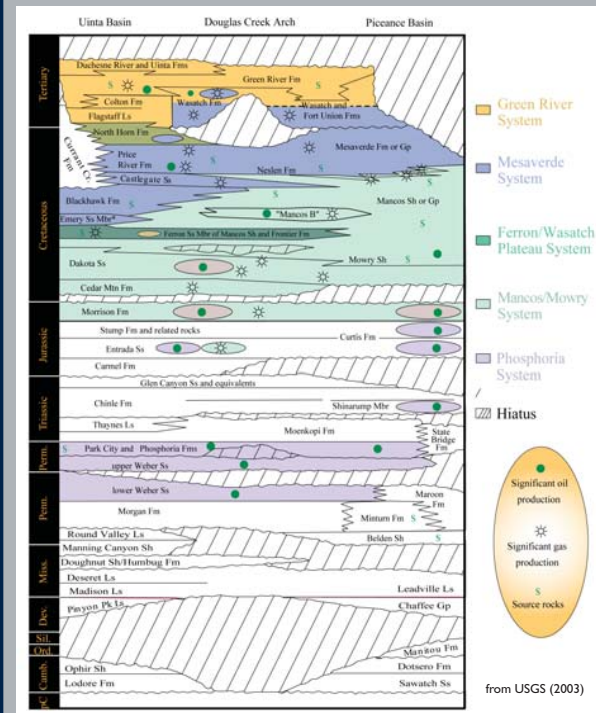 Uinta Basin Douglas Creek Arch Piceance Basin
Tertiary
Duchesne River and Uinta Fms
Green River Fm
S
S
Colton Fm
Wasatch Fm
Wasatch and
Fort Union Fms
Flagstaff Ls
Cretaceous
North Horn Fm
Currant Cr.
Fm
Price
River Fm
Mesaverde Fm or Gp
S
S
Neslen Fm
Castlegate Ss
S
S
Blackhawk Fm
S
Mancos Sh or Gp
"Mancos B"
S
Emery Ss Mbr*
S
Ferron Ss Mbr of Mancos Sh and Frontier Fm
Dakota Ss
Mowry Sh
S
Cedar Mtn Fm
Jurassic
Morrison Fm
Stump Fm and related rocks
Curtis Fm
Entrada Ss
Carmel Fm
Glen Canyon Ss and equivalents
Triassic
Chinle Fm
Shinarump Mbr
Thaynes Ls
Moenkopi Fm
State
Bridge
Fm
Perm.
S
Park City and Phosphoria Fms
upper Weber Ss
Penn.
lower Weber Ss
Maroon
Fm
Morgan Fm
Minturn Fm
S
Round Valley Ls
Belden Sh
S
Miss.
Manning Canyon Sh
Doughnut Sh/Humbug Fm
Deseret Ls
Madison Ls
Leadville Ls
Dev.
Pinyon Pk Ls
Chaffee Gp
Sil.
Ord.
Manitou Fm
Camb.
Ophir Sh
Dotsero Fm
Lodore Fm
Sawatch Ss
pC
Green River
System
Mesaverde
System
Ferron/Wasatch
Plateau System
Mancos/Mowry
System
Phosphoria
System
Hiatus
Significant oil
production
Significant gas
production
S
Source rocks
from USGS (2003)